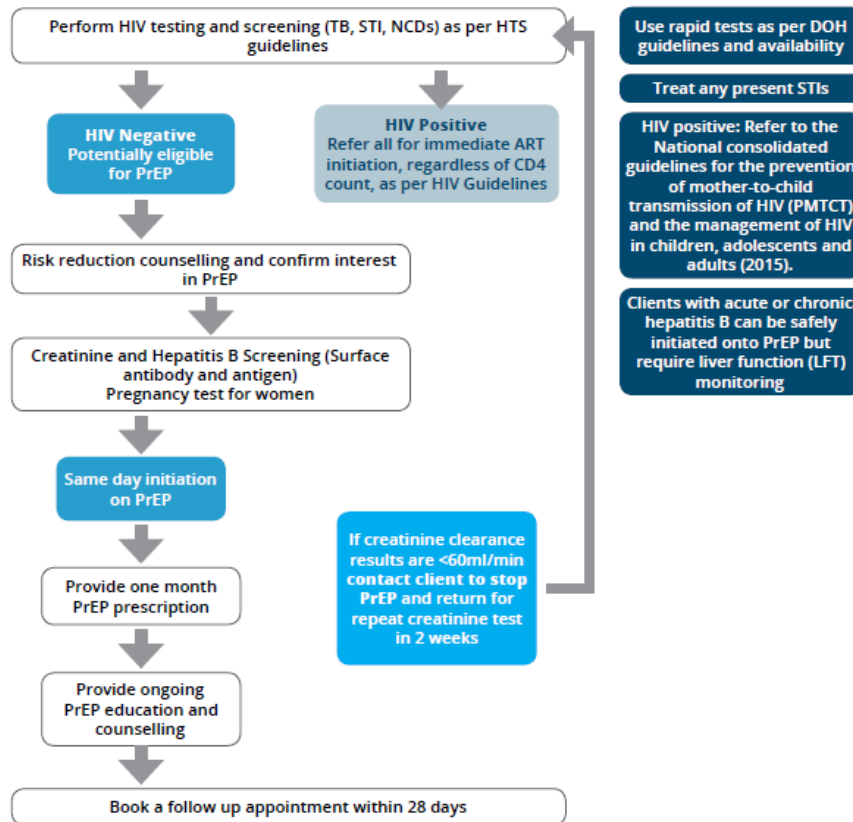 Perform HIV testing and screening (TB, STI, NCDs) as per HTS
guidelines
HIV Negative
Potentially eligible
for PrEP
HIV Positive
Refer all for immediate ART
initiation, regardless of CD4
count, as per HIV Guidelines
Risk reduction counselling and confirm interest
in PrEP
Creatinine and Hepatitis B Screening (Surface
antibody and antigen)
Pregnancy test for women
Same day initiation
on PrEP
If creatinine clearance
results are <60ml/min
contact client to stop
PrEP and return for
repeat creatinine test
in 2 weeks
Provide one month
PrEP prescription
Provide ongoing
PrEP education and
counselling
Book a follow up appointment within 28 days
Use rapid tests as per DOH
guidelines and availability
Treat any present STIs
HIV positive: Refer to the
National consolidated
guidelines for the prevention
of mother-to-child
transmission of HIV (PMTCT)
and the management of HIV
in children, adolescents and
adults (2015).
Clients with acute or chronic
hepatitis B can be safely
initiated onto PrEP but
require liver function (LFT)
monitoring